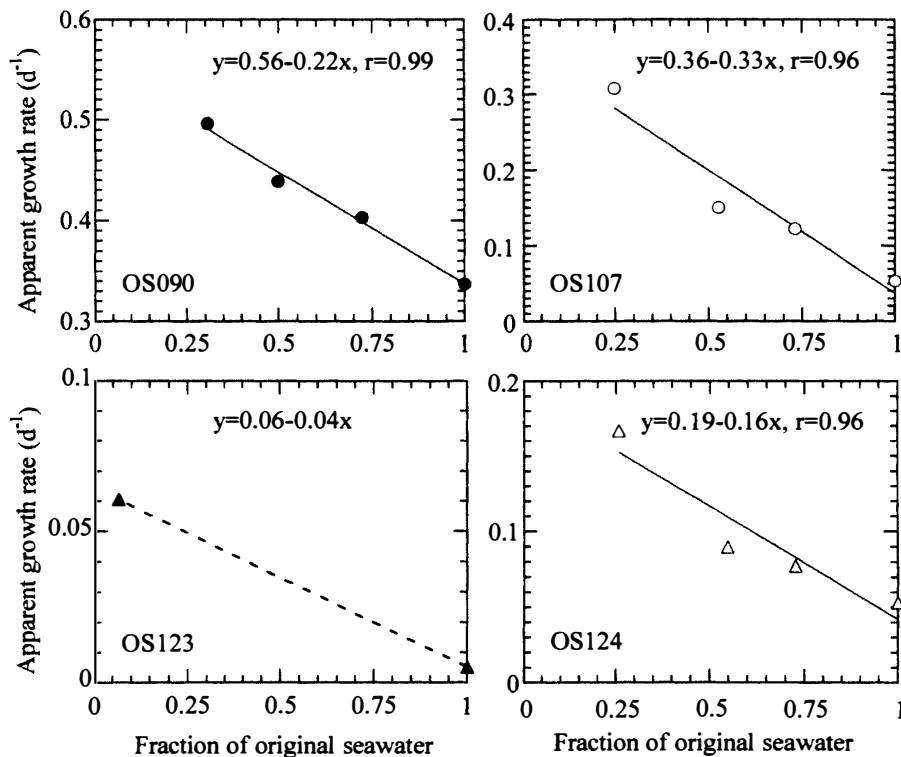 0.6
y=0.56-0.22x, r=0.99
0.5
0.4
0.3
OS090
0 0.25 0.5 0.75 1
Apparent growth rate (d⁻¹)
0.4
y=0.36-0.33x, r=0.96
0.3
0.2
0.1
0
OS107
0 0.25 0.5 0.75 1
0.1
y=0.06-0.04x
0.05
0
OS123
0 0.25 0.5 0.75 1
Apparent growth rate (d⁻¹)
Fraction of original seawater
0.2
y=0.19-0.16x, r=0.96
0.1
0
OS124
0 0.25 0.5 0.75 1
Fraction of original seawater